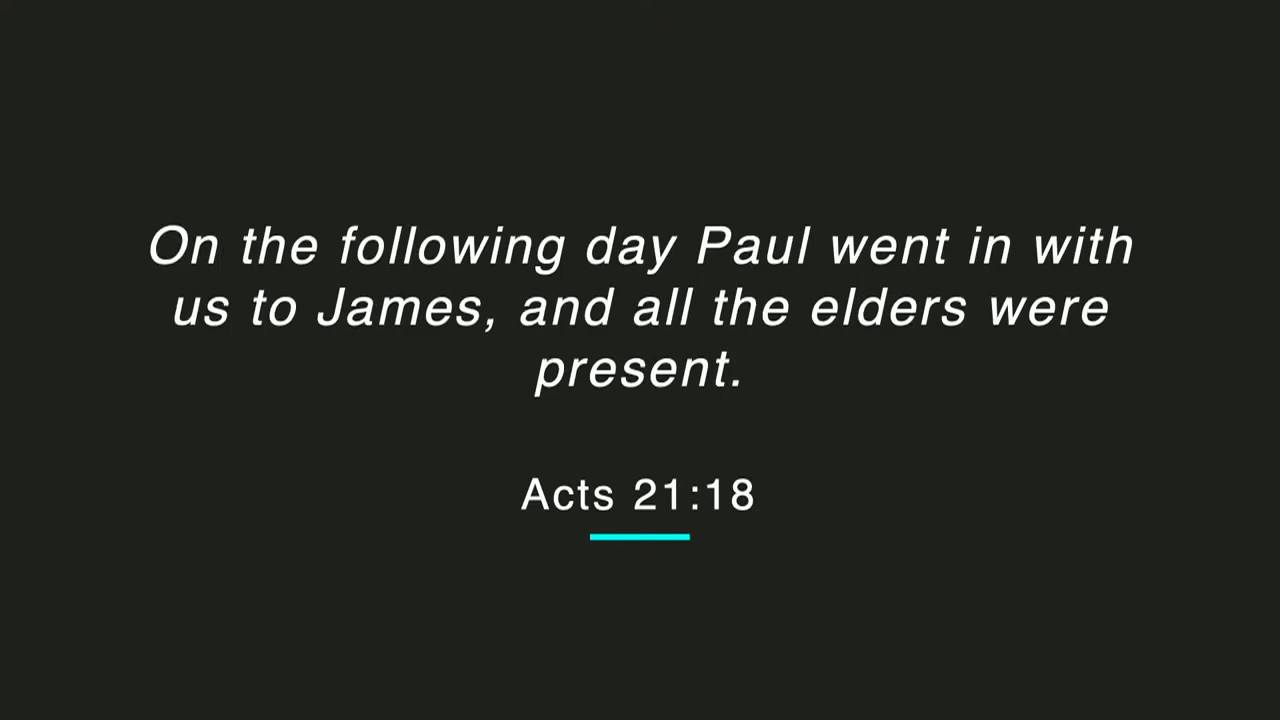 On the following day Paul went in with
us to James, and all the elders were
present.
Acts 21:18